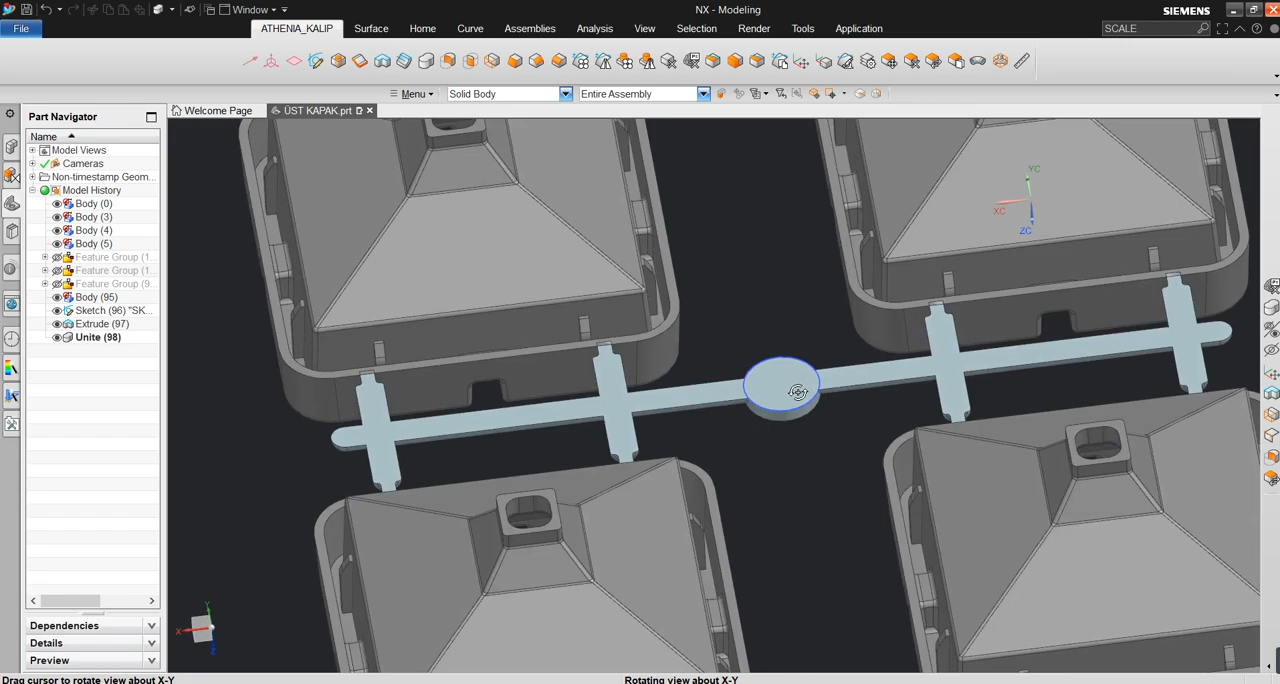 Window
NX - Modeling
SIEMENS
File
ATHENIA_KALIP
Surface
Home
Curve
Assemblies
Analysis
View
Selection
Render
Tools
Application
SCALE
Menu
Solid Body
Entire Assembly
Part Navigator
Welcome Page
ÜST KAPAK.prt
Name
Model Views
Cameras
Non-timestamp Geom...
Model History
Body (0)
Body (3)
Body (4)
Body (5)
Feature Group (1...
Feature Group (1...
Feature Group (9...
Body (95)
Sketch (96) "SK...
Extrude (97)
Unite (98)
Dependencies
Details
Preview
YC
XC
ZC
Y
X
Z
Drag cursor to rotate view about X-Y
Rotating view about X-Y